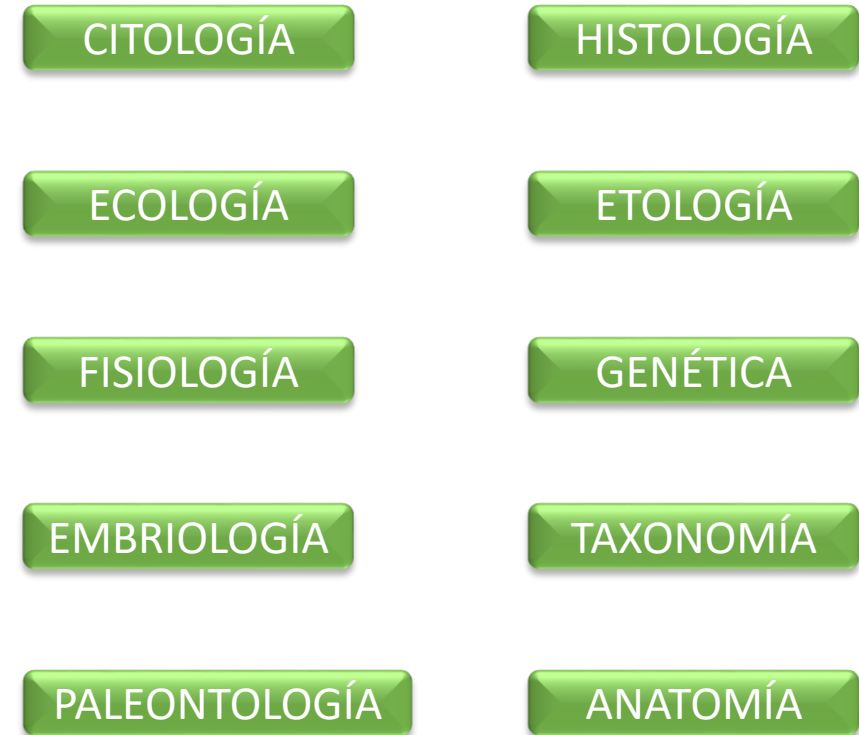 CITOLOGÍA
HISTOLOGÍA
ECOLOGÍA
ETOLOGÍA
FISIOLOGÍA
GENÉTICA
EMBRIOLOGÍA
TAXONOMÍA
PALEONTOLOGÍA
ANATOMÍA